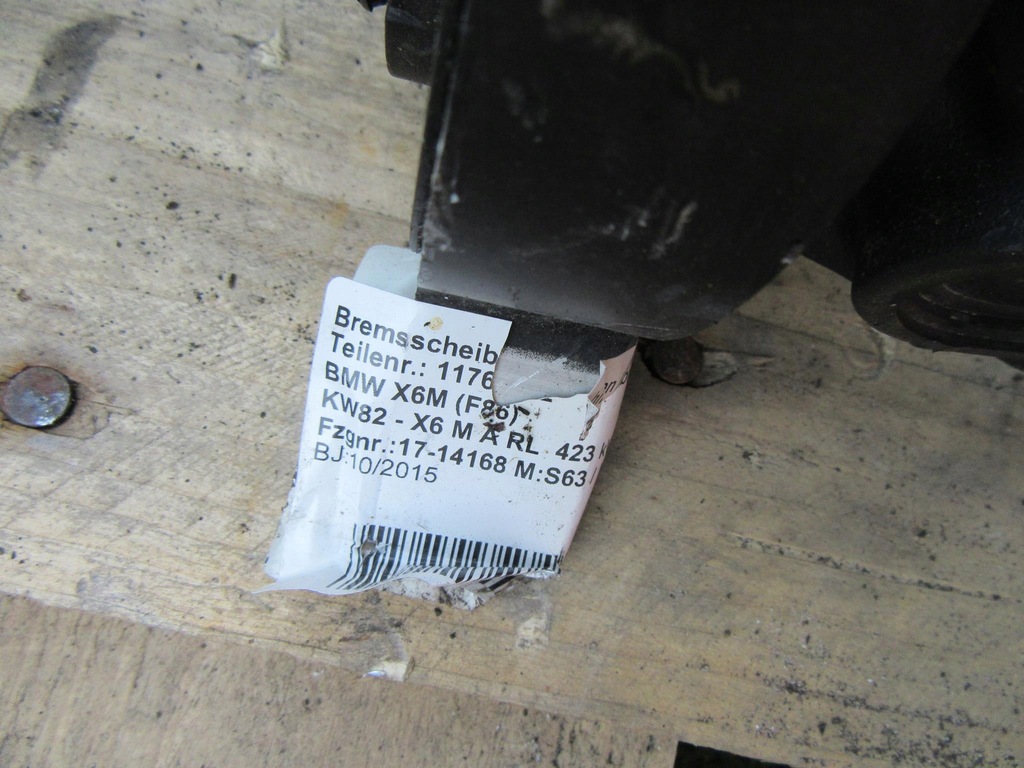 Bremsscheib
Teilenr.: 1176
BMW X6M (F86)
KW82 - X6 M A RL 423
Fzgnr.:17-14168 M:S63
BJ:10/2015